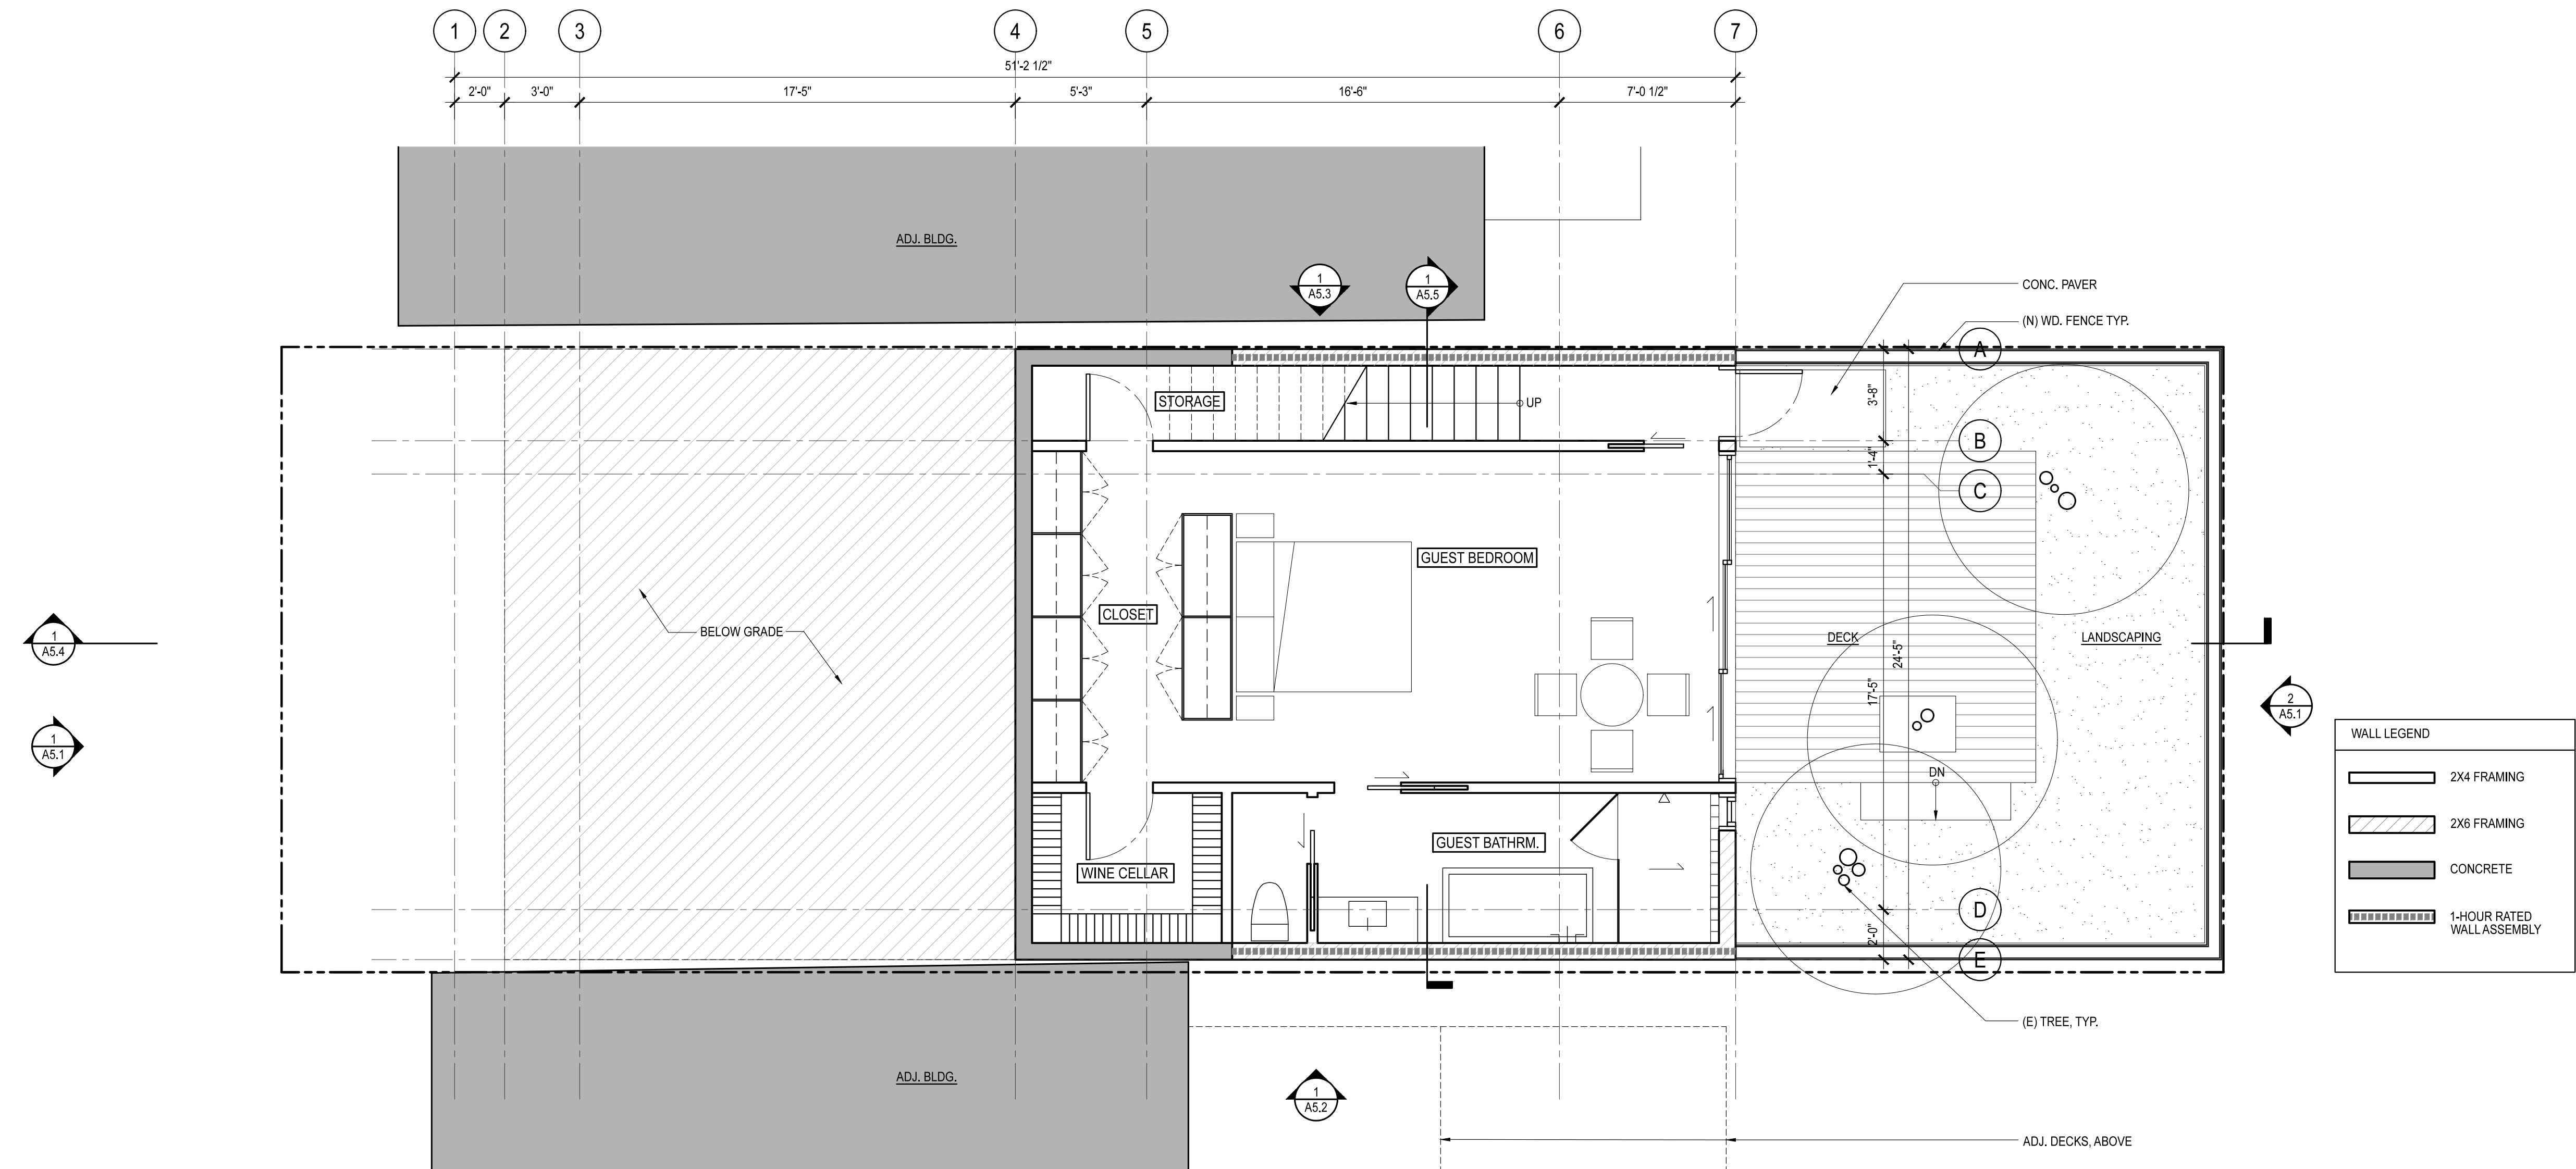 1 2 3 4 5 6 7
51'-2 1/2"
2'-0" 3'-0" 17'-5" 5'-3" 16'-6" 7'-0 1/2"
ADJ. BLDG.
1
A5.3
1
A5.5
CONC. PAVER
(N) WD. FENCE TYP.
A
STORAGE
UP
3'-8"
B
1'-4"
C
GUEST BEDROOM
CLOSET
BELOW GRADE
1
A5.4
DECK
24'-5"
LANDSCAPING
17'-5"
2
A5.1
1
A5.1
WALL LEGEND
2X4 FRAMING
2X6 FRAMING
CONCRETE
1-HOUR RATED
WALL ASSEMBLY
DN
GUEST BATHRM.
WINE CELLAR
D
2'-0"
E
(E) TREE, TYP.
ADJ. BLDG.
1
A5.2
ADJ. DECKS, ABOVE